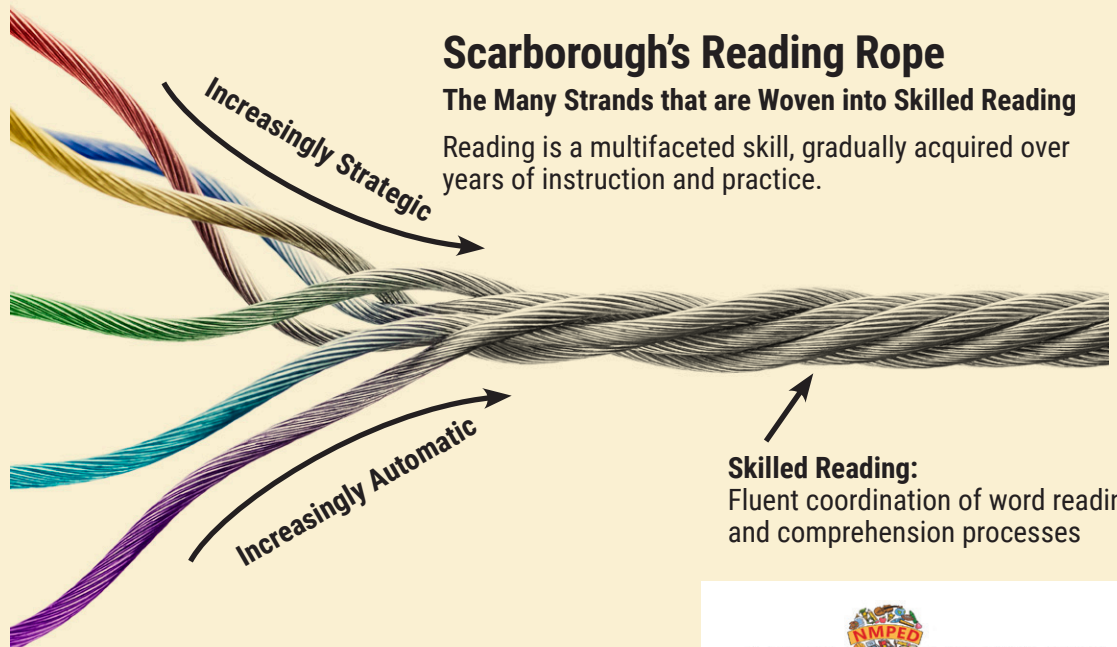 Scarborough's Reading Rope
The Many Strands that are Woven into Skilled Reading
Reading is a multifaceted skill, gradually acquired over
years of instruction and practice.
Increasingly Strategic
Increasingly Automatic
Skilled Reading:
Fluent coordination of word readin
and comprehension processes
NMPED